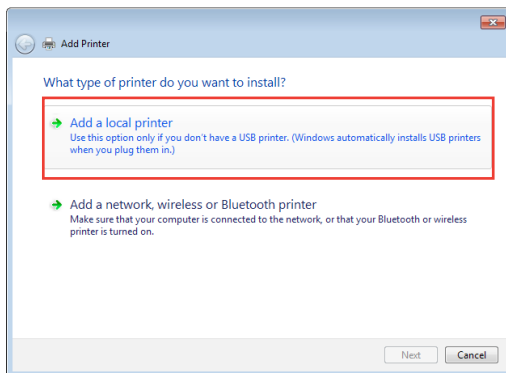 Add Printer
What type of printer do you want to install?
Add a local printer
Use this option only if you don't have a USB printer. (Windows automatically installs USB printers
when you plug them in.)
Add a network, wireless or Bluetooth printer
Make sure that your computer is connected to the network, or that your Bluetooth or wireless
printer is turned on.
Next Cancel